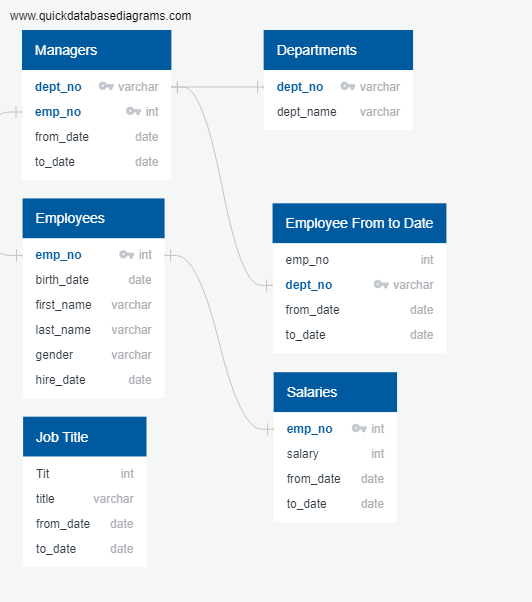 www.quickdatabasediagrams.com
Managers
dept_no varchar
emp_no int
from_date date
to_date date
Departments
dept_no varchar
dept_name varchar
Employees
emp_no int
birth_date date
first_name varchar
last_name varchar
gender varchar
hire_date date
Employee From to Date
emp_no int
dept_no varchar
from_date date
to_date date
Job Title
Tit int
title varchar
from_date date
to_date date
Salaries
emp_no int
salary int
from_date date
to_date date